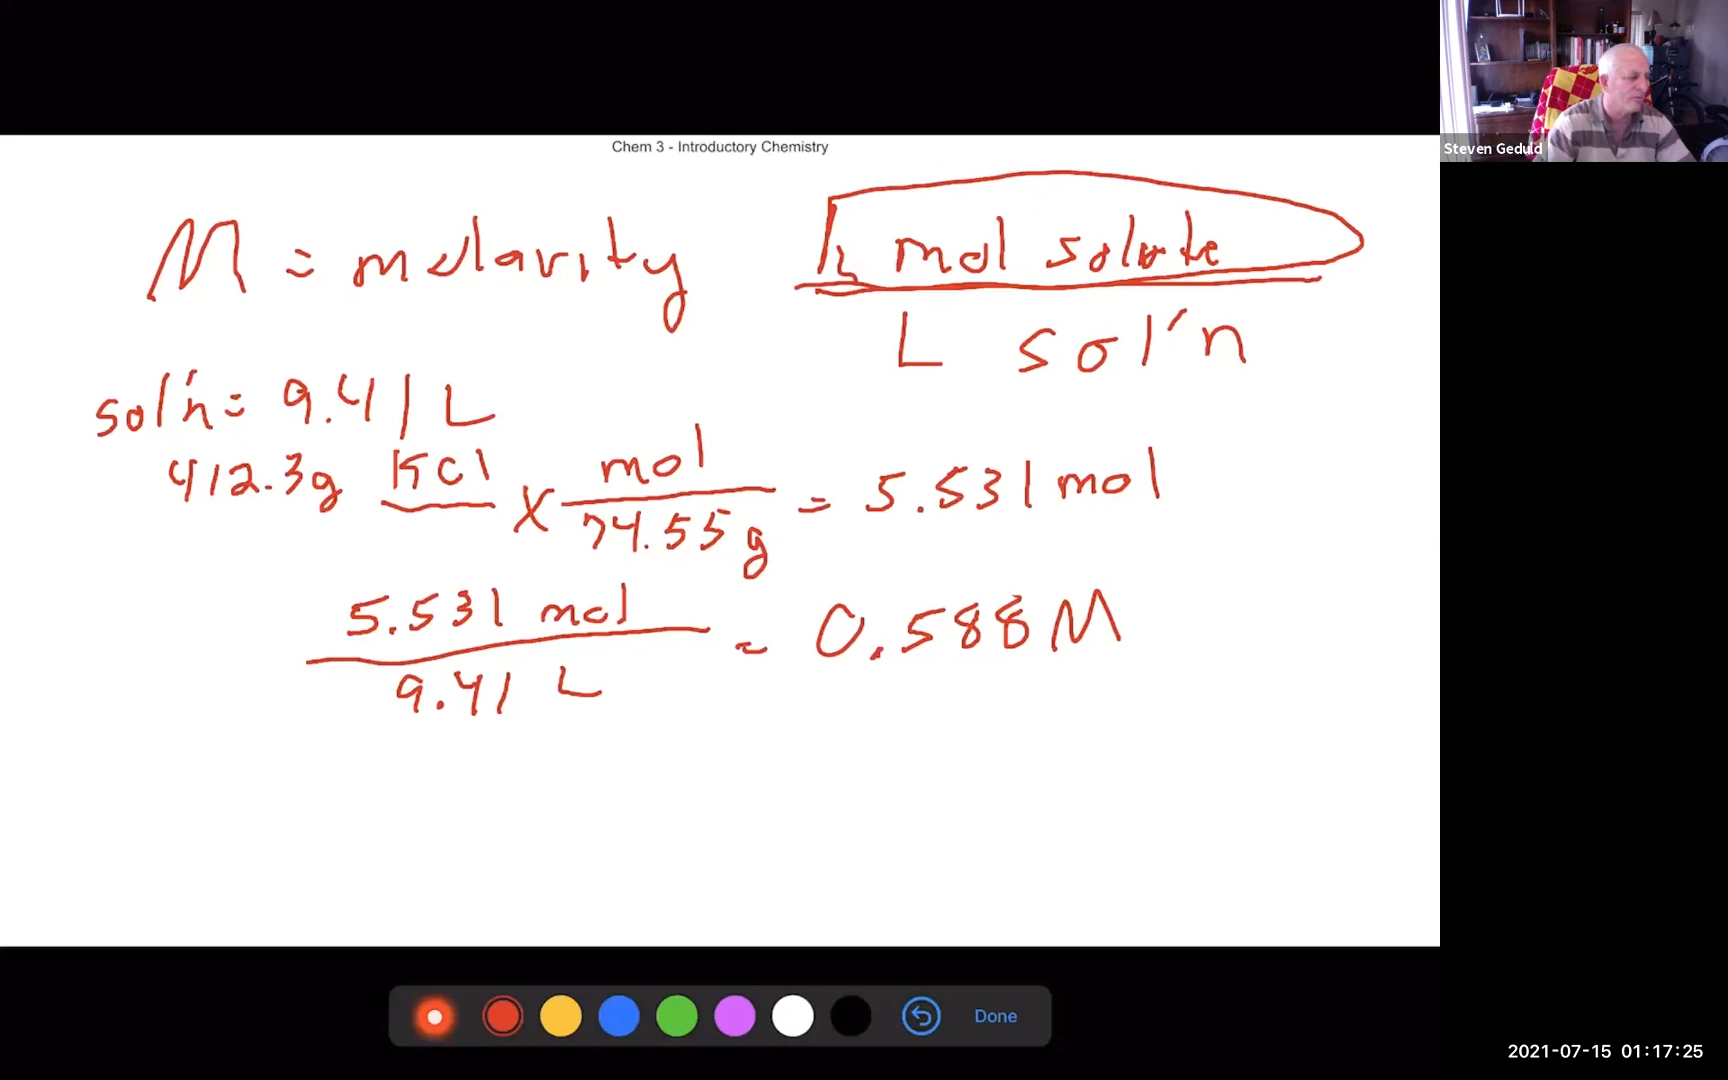 Steven Geduld
Chem 3 - Introductory Chemistry
M = molarity
mol solute
L sol'n
sol'n = 9.41 L
412.3g KCl x mol = 5.531 mol
74.55g
5.531 mol = 0.588 M
9.41 L
Done
2021-07-15 01:17:25